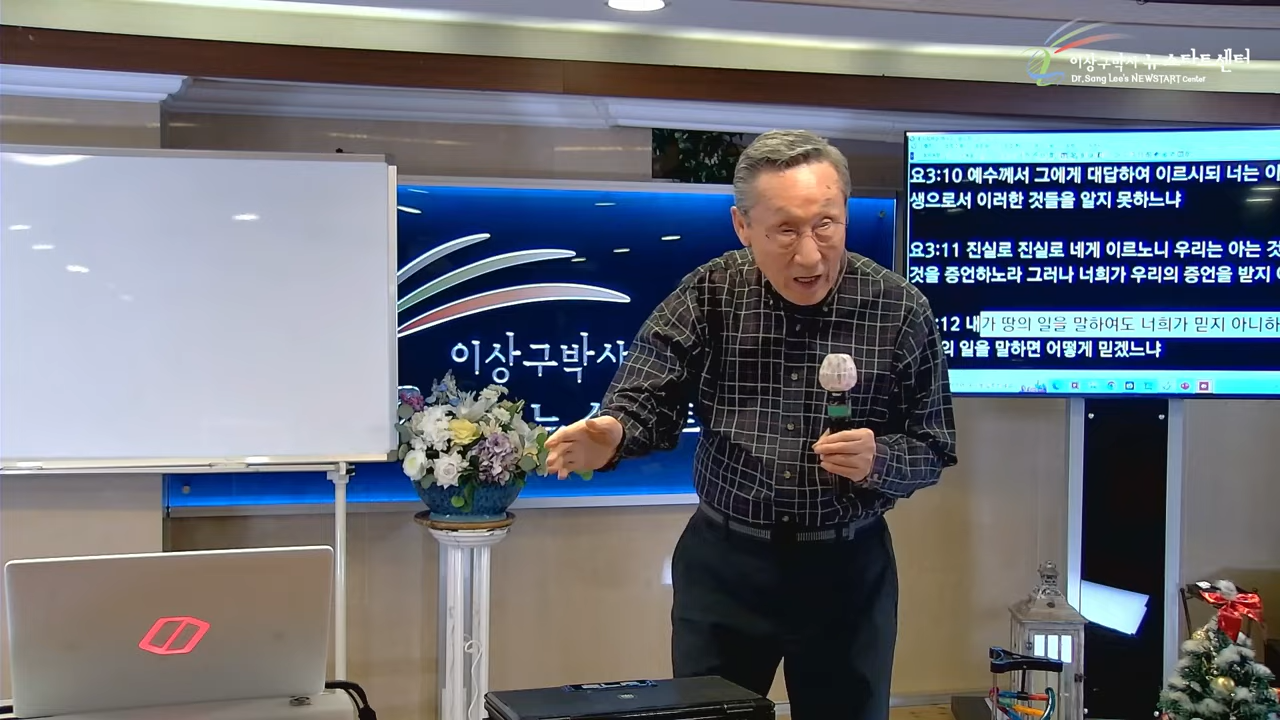 이상구박사 뉴스타트 센터
Dr. Sang Lee's NEWSTART Center
요3:10 예수께서 그에게 대답하여 이르시되 너는
생으로서 이러한 것들을 알지 못하느냐
요3:11 진실로 진실로 네게 이르노니 우리는 아는
것을 증언하노라 그러나 너희가 우리의 증언을 받지
:12 내가 땅의 일을 말하여도 너희가 믿지 아니하
의 일을 말하면 어떻게 믿겠느냐
이상구박사